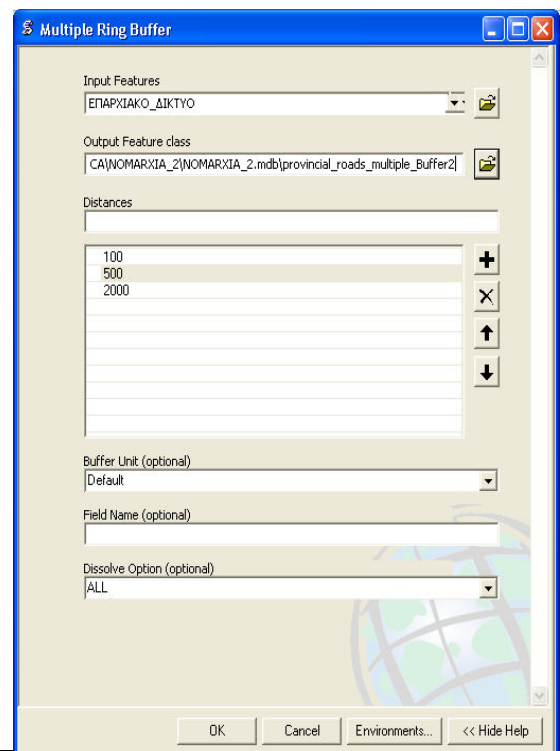 Multiple Ring Buffer
Input Features
ΕΠΑΡΧΙΑΚΟ_ΔΙΚΤΥΟ
Output Feature class
CA\NOMARXIA_2\NOMARXIA_2.mdb\provincial_roads_multiple_Buffer2
Distances
100
500
2000
Buffer Unit (optional)
Default
Field Name (optional)
Dissolve Option (optional)
ALL
OK Cancel Environments... << Hide Help